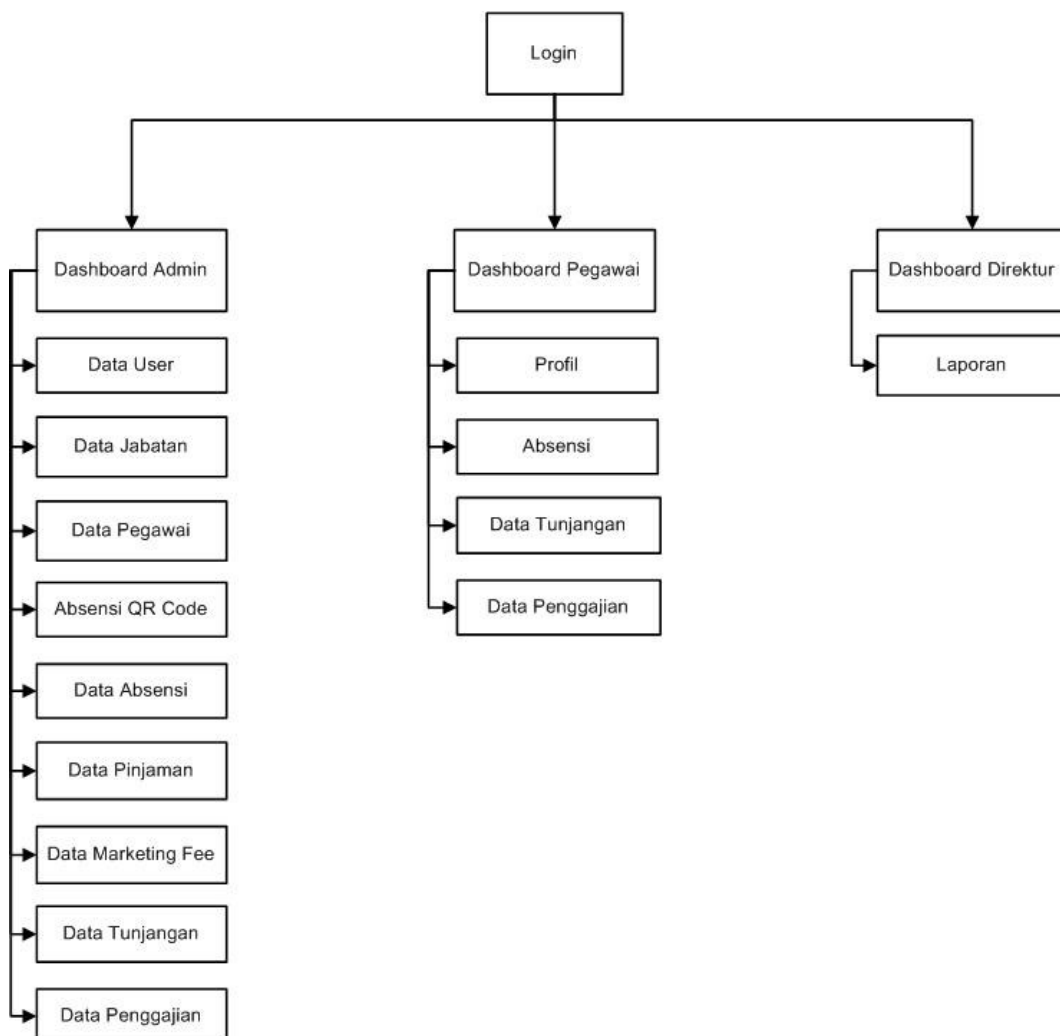 Login
Dashboard Admin
Data User
Data Jabatan
Data Pegawai
Absensi QR Code
Data Absensi
Data Pinjaman
Data Marketing Fee
Data Tunjangan
Data Penggajian
Dashboard Pegawai
Profil
Absensi
Data Tunjangan
Data Penggajian
Dashboard Direktur
Laporan